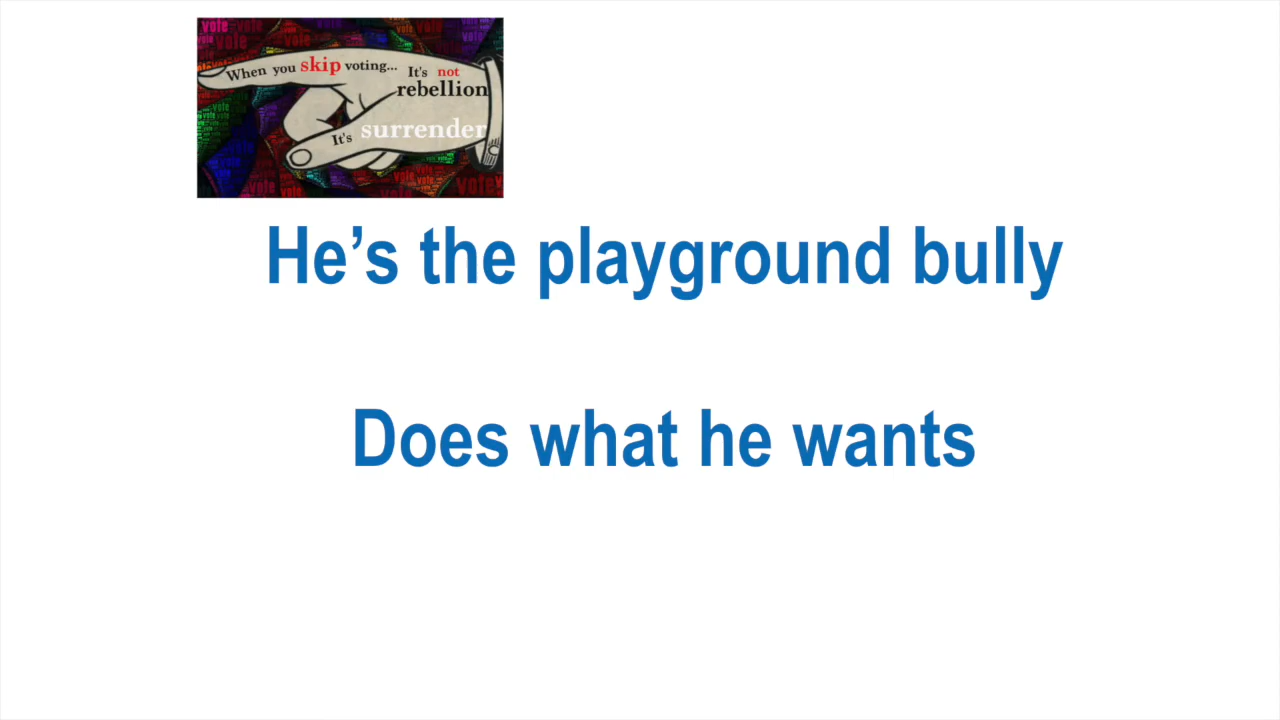 When you skip voting...
It's not
rebellion
It's surrender
He’s the playground bully
Does what he wants